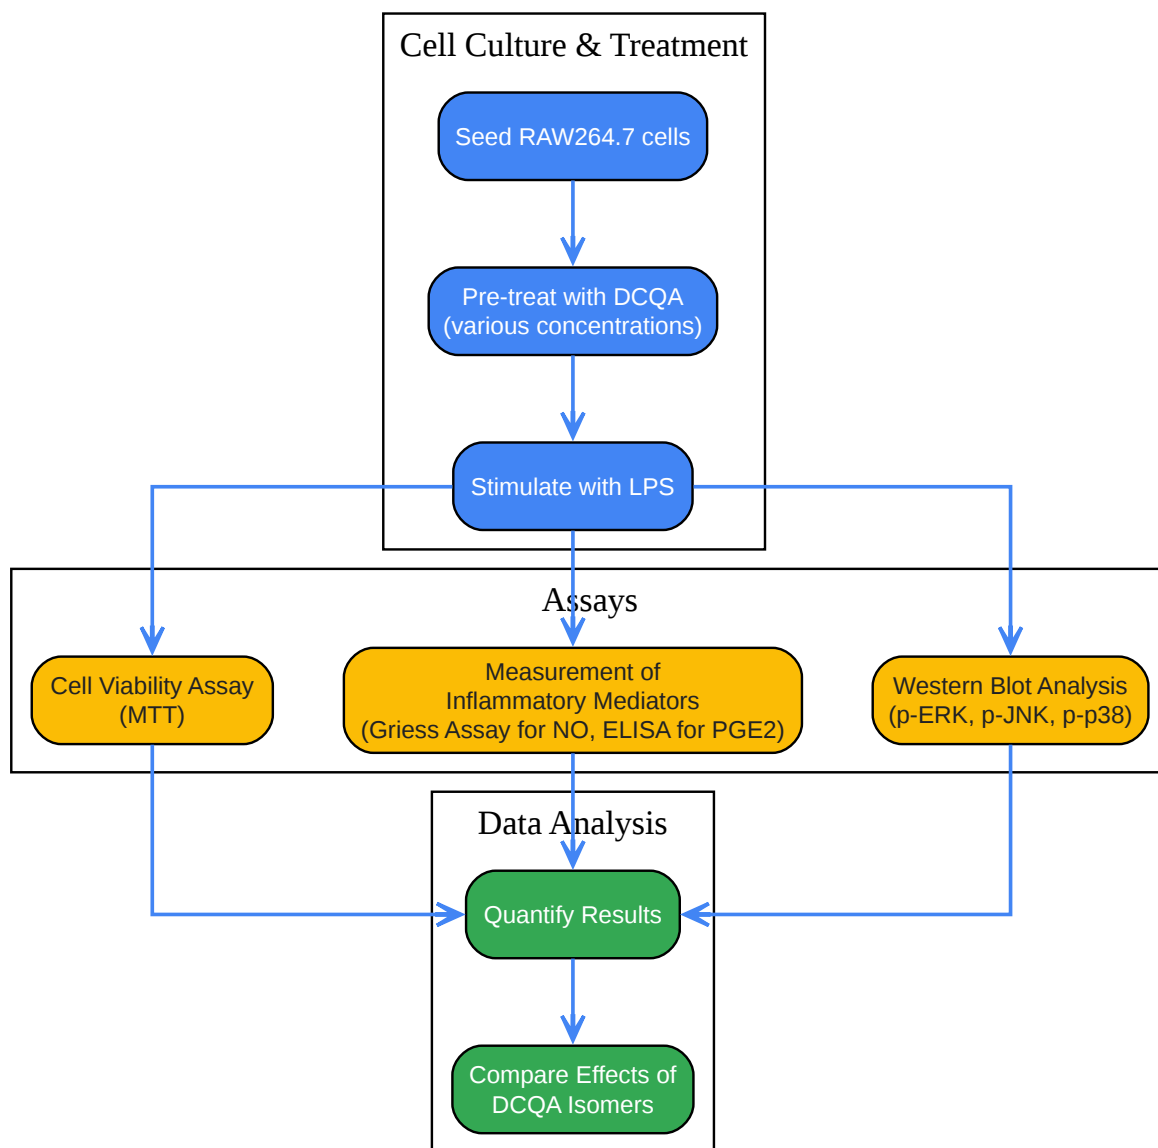 Cell Culture & Treatment
Seed RAW264.7 cells
Pre-treat with DCQA
(various concentrations)
Stimulate with LPS
Assays
Cell Viability Assay
(MTT)
Measurement of
Inflammatory Mediators
(Griess Assay for NO, ELISA for PGE2)
Western Blot Analysis
(p-ERK, p-JNK, p-p38)
Data Analysis
Quantify Results
Compare Effects of
DCQA Isomers